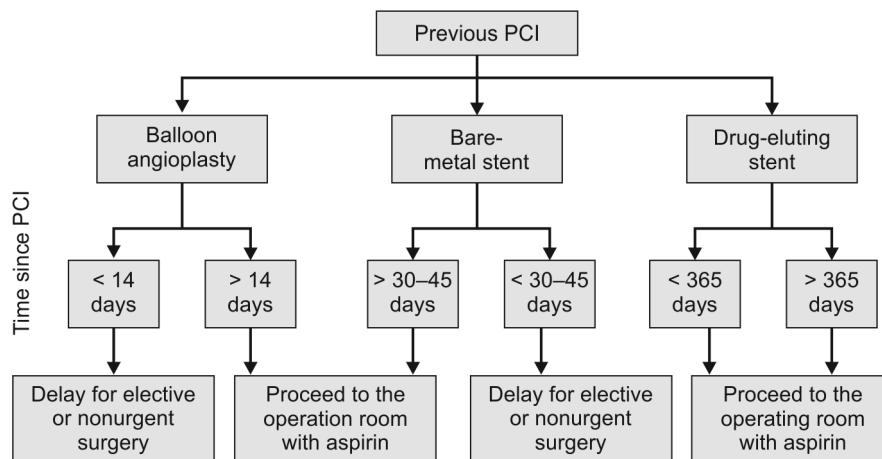 Previous PCI
Balloon
angioplasty
Bare-
metal stent
Drug-eluting
stent
Time since PCI
< 14
days
> 14
days
> 30–45
days
< 30–45
days
< 365
days
> 365
days
Delay for elective
or nonurgent
surgery
Proceed to the
operation room
with aspirin
Delay for elective
or nonurgent
surgery
Proceed to the
operating room
with aspirin